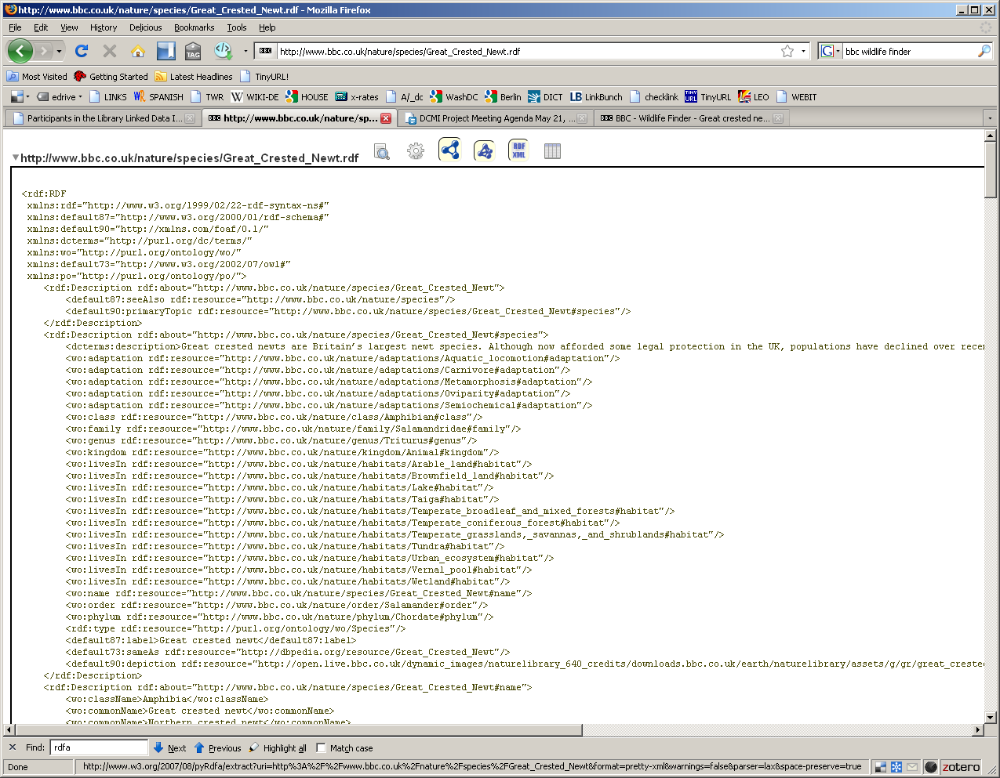 http://www.bbc.co.uk/nature/species/Great_Crested_Newt.rdf - Mozilla Firefox
File Edit View History Delicious Bookmarks Tools Help
TAG BBC http://www.bbc.co.uk/nature/species/Great_Crested_Newt.rdf G bbc wildlife finder
Most Visited Getting Started Latest Headlines TinyURL!
edrive LINKS SPANISH TWR WIKI-DE HOUSE x-rates A/_dc WashDC Berlin DICT LB LinkBunch checklink TINY URL TinyURL LEO WEBIT
Participants in the Library Linked Data I... BBC http://www.bbc.co.uk/nature/sp... DCMI Project Meeting Agenda May 21, ... BBC BBC - Wildlife Finder - Great crested ne...
http://www.bbc.co.uk/nature/species/Great_Crested_Newt.rdf RDF XML
<rdf:RDF
xmlns:rdf="http://www.w3.org/1999/02/22-rdf-syntax-ns#"
xmlns:default87="http://www.w3.org/2000/01/rdf-schema#"
xmlns:default90="http://xmlns.com/foaf/0.1/"
xmlns:dcterms="http://purl.org/dc/terms/"
xmlns:wo="http://purl.org/ontology/wo/"
xmlns:default73="http://www.w3.org/2002/07/owl#"
xmlns:po="http://purl.org/ontology/po/">
<rdf:Description rdf:about="http://www.bbc.co.uk/nature/species/Great_Crested_Newt">
<default87:seeAlso rdf:resource="http://www.bbc.co.uk/nature/species"/>
<default90:primaryTopic rdf:resource="http://www.bbc.co.uk/nature/species/Great_Crested_Newt#species"/>
</rdf:Description>
<rdf:Description rdf:about="http://www.bbc.co.uk/nature/species/Great_Crested_Newt#species">
<dcterms:description>Great crested newts are Britain's largest newt species. Although now afforded some legal protection in the UK, populations have declined over recen
<wo:adaptation rdf:resource="http://www.bbc.co.uk/nature/adaptations/Aquatic_locomotion#adaptation"/>
<wo:adaptation rdf:resource="http://www.bbc.co.uk/nature/adaptations/Carnivore#adaptation"/>
<wo:adaptation rdf:resource="http://www.bbc.co.uk/nature/adaptations/Metamorphosis#adaptation"/>
<wo:adaptation rdf:resource="http://www.bbc.co.uk/nature/adaptations/Oviparity#adaptation"/>
<wo:adaptation rdf:resource="http://www.bbc.co.uk/nature/adaptations/Semiochemical#adaptation"/>
<wo:class rdf:resource="http://www.bbc.co.uk/nature/class/Amphibian#class"/>
<wo:family rdf:resource="http://www.bbc.co.uk/nature/family/Salamandridae#family"/>
<wo:genus rdf:resource="http://www.bbc.co.uk/nature/genus/Triturus#genus"/>
<wo:kingdom rdf:resource="http://www.bbc.co.uk/nature/kingdom/Animal#kingdom"/>
<wo:livesIn rdf:resource="http://www.bbc.co.uk/nature/habitats/Arable_land#habitat"/>
<wo:livesIn rdf:resource="http://www.bbc.co.uk/nature/habitats/Brownfield_land#habitat"/>
<wo:livesIn rdf:resource="http://www.bbc.co.uk/nature/habitats/Lake#habitat"/>
<wo:livesIn rdf:resource="http://www.bbc.co.uk/nature/habitats/Taiga#habitat"/>
<wo:livesIn rdf:resource="http://www.bbc.co.uk/nature/habitats/Temperate_broadleaf_and_mixed_forests#habitat"/>
<wo:livesIn rdf:resource="http://www.bbc.co.uk/nature/habitats/Temperate_coniferous_forest#habitat"/>
<wo:livesIn rdf:resource="http://www.bbc.co.uk/nature/habitats/Temperate_grasslands,_savannas,_and_shrublands#habitat"/>
<wo:livesIn rdf:resource="http://www.bbc.co.uk/nature/habitats/Tundra#habitat"/>
<wo:livesIn rdf:resource="http://www.bbc.co.uk/nature/habitats/Urban_ecosystem#habitat"/>
<wo:livesIn rdf:resource="http://www.bbc.co.uk/nature/habitats/Vernal_pool#habitat"/>
<wo:livesIn rdf:resource="http://www.bbc.co.uk/nature/habitats/Wetland#habitat"/>
<wo:name rdf:resource="http://www.bbc.co.uk/nature/species/Great_Crested_Newt#name"/>
<wo:order rdf:resource="http://www.bbc.co.uk/nature/order/Salamander#order"/>
<wo:phylum rdf:resource="http://www.bbc.co.uk/nature/phylum/Chordate#phylum"/>
<rdf:type rdf:resource="http://purl.org/ontology/wo/Species"/>
<default87:label>Great crested newt</default87:label>
<default73:sameAs rdf:resource="http://dbpedia.org/resource/Great_Crested_Newt"/>
<default90:depiction rdf:resource="http://open.live.bbc.co.uk/dynamic_images/naturelibrary_640_credits/downloads.bbc.co.uk/earth/naturelibrary/assets/g/gr/great_crested
</rdf:Description>
<rdf:Description rdf:about="http://www.bbc.co.uk/nature/species/Great_Crested_Newt#name">
<wo:className>Amphibia</wo:className>
<wo:commonName>Great crested newt</wo:commonName>
<wo:commonName>Northern crested newt</wo:commonName>
Find: rdfa Next Previous Highlight all Match case
Done http://www.w3.org/2007/08/pyRdfa/extract?uri=http%3A%2F%2Fwww.bbc.co.uk%2Fnature%2Fspecies%2FGreat_Crested_Newt&format=pretty-xml&warnings=false&parser=lax&space-preserve=true zotero